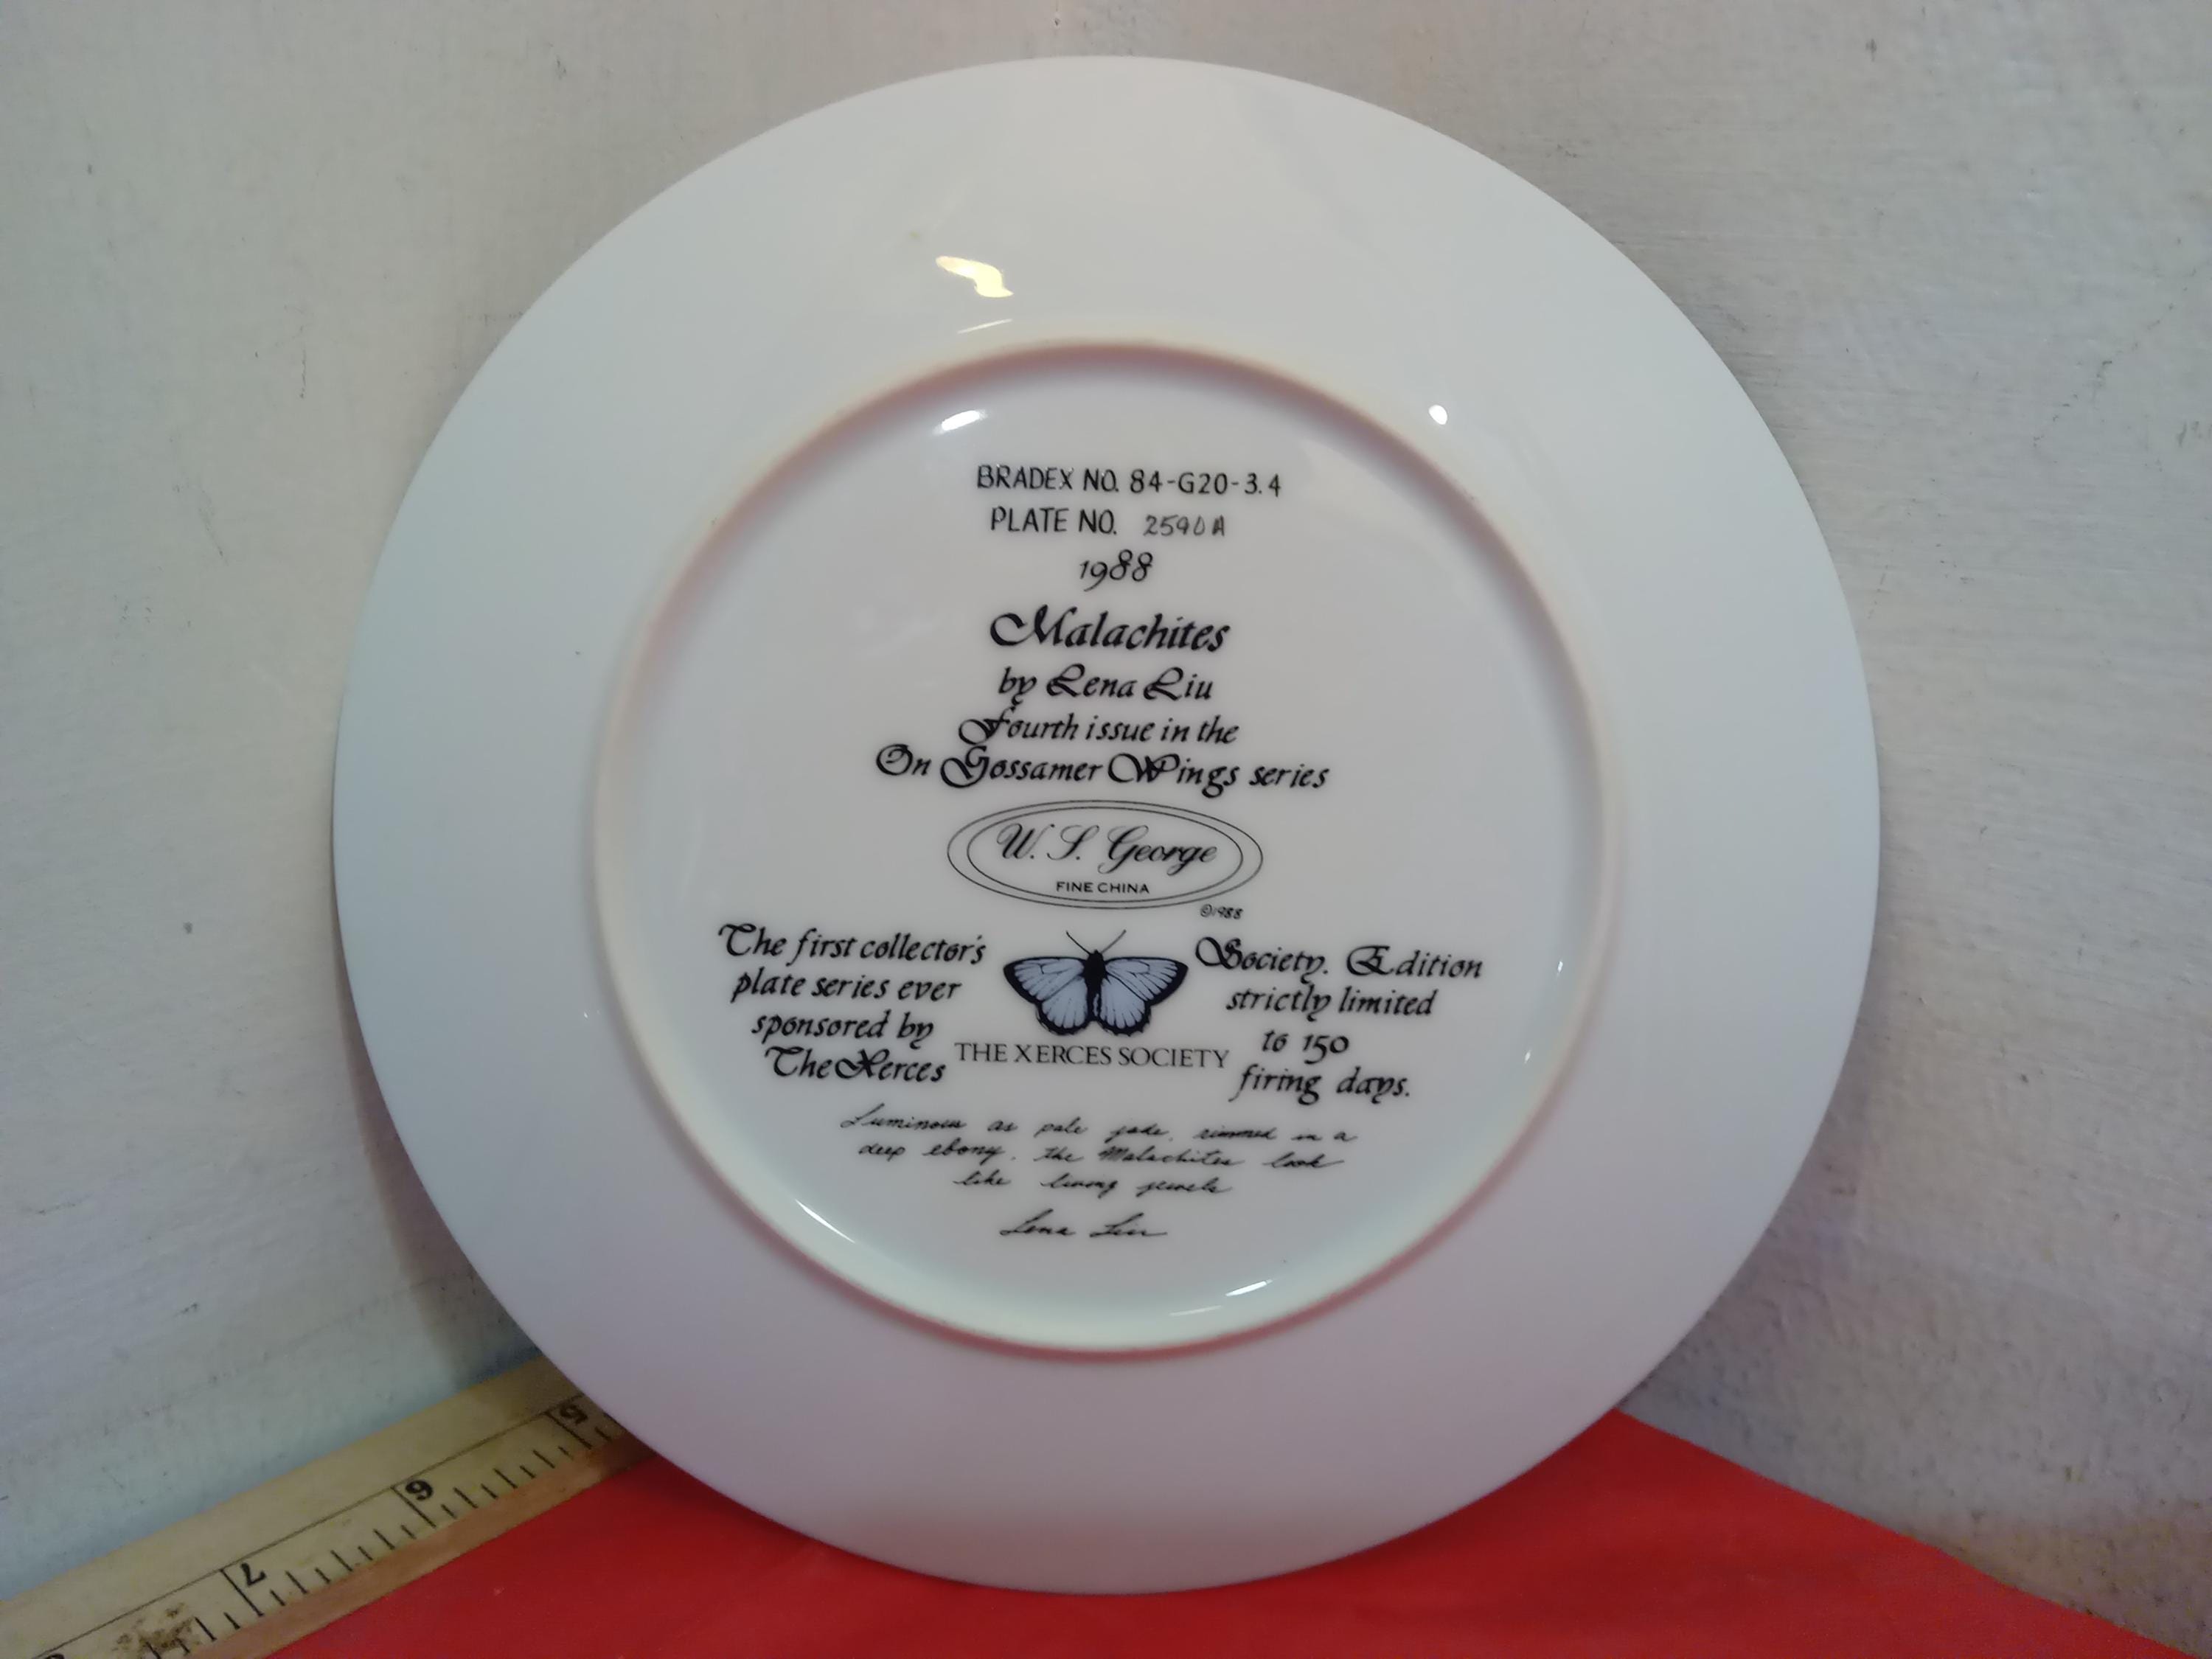 BRADEX NO. 84-G20-3.4
PLATE NO. 2590A
1988
Malachites
by Lena Liu
Fourth issue in the
On Gossamer Wings series
W. S. George
FINE CHINA
©1988
The first collector's
plate series ever
sponsored by
The Xerces
THE XERCES SOCIETY
Society. Edition
strictly limited
to 150
firing days.
Luminous as pale jade, rimmed in a
deep ebony, the Malachites look
like living jewels
Lena Liu
5
6
7